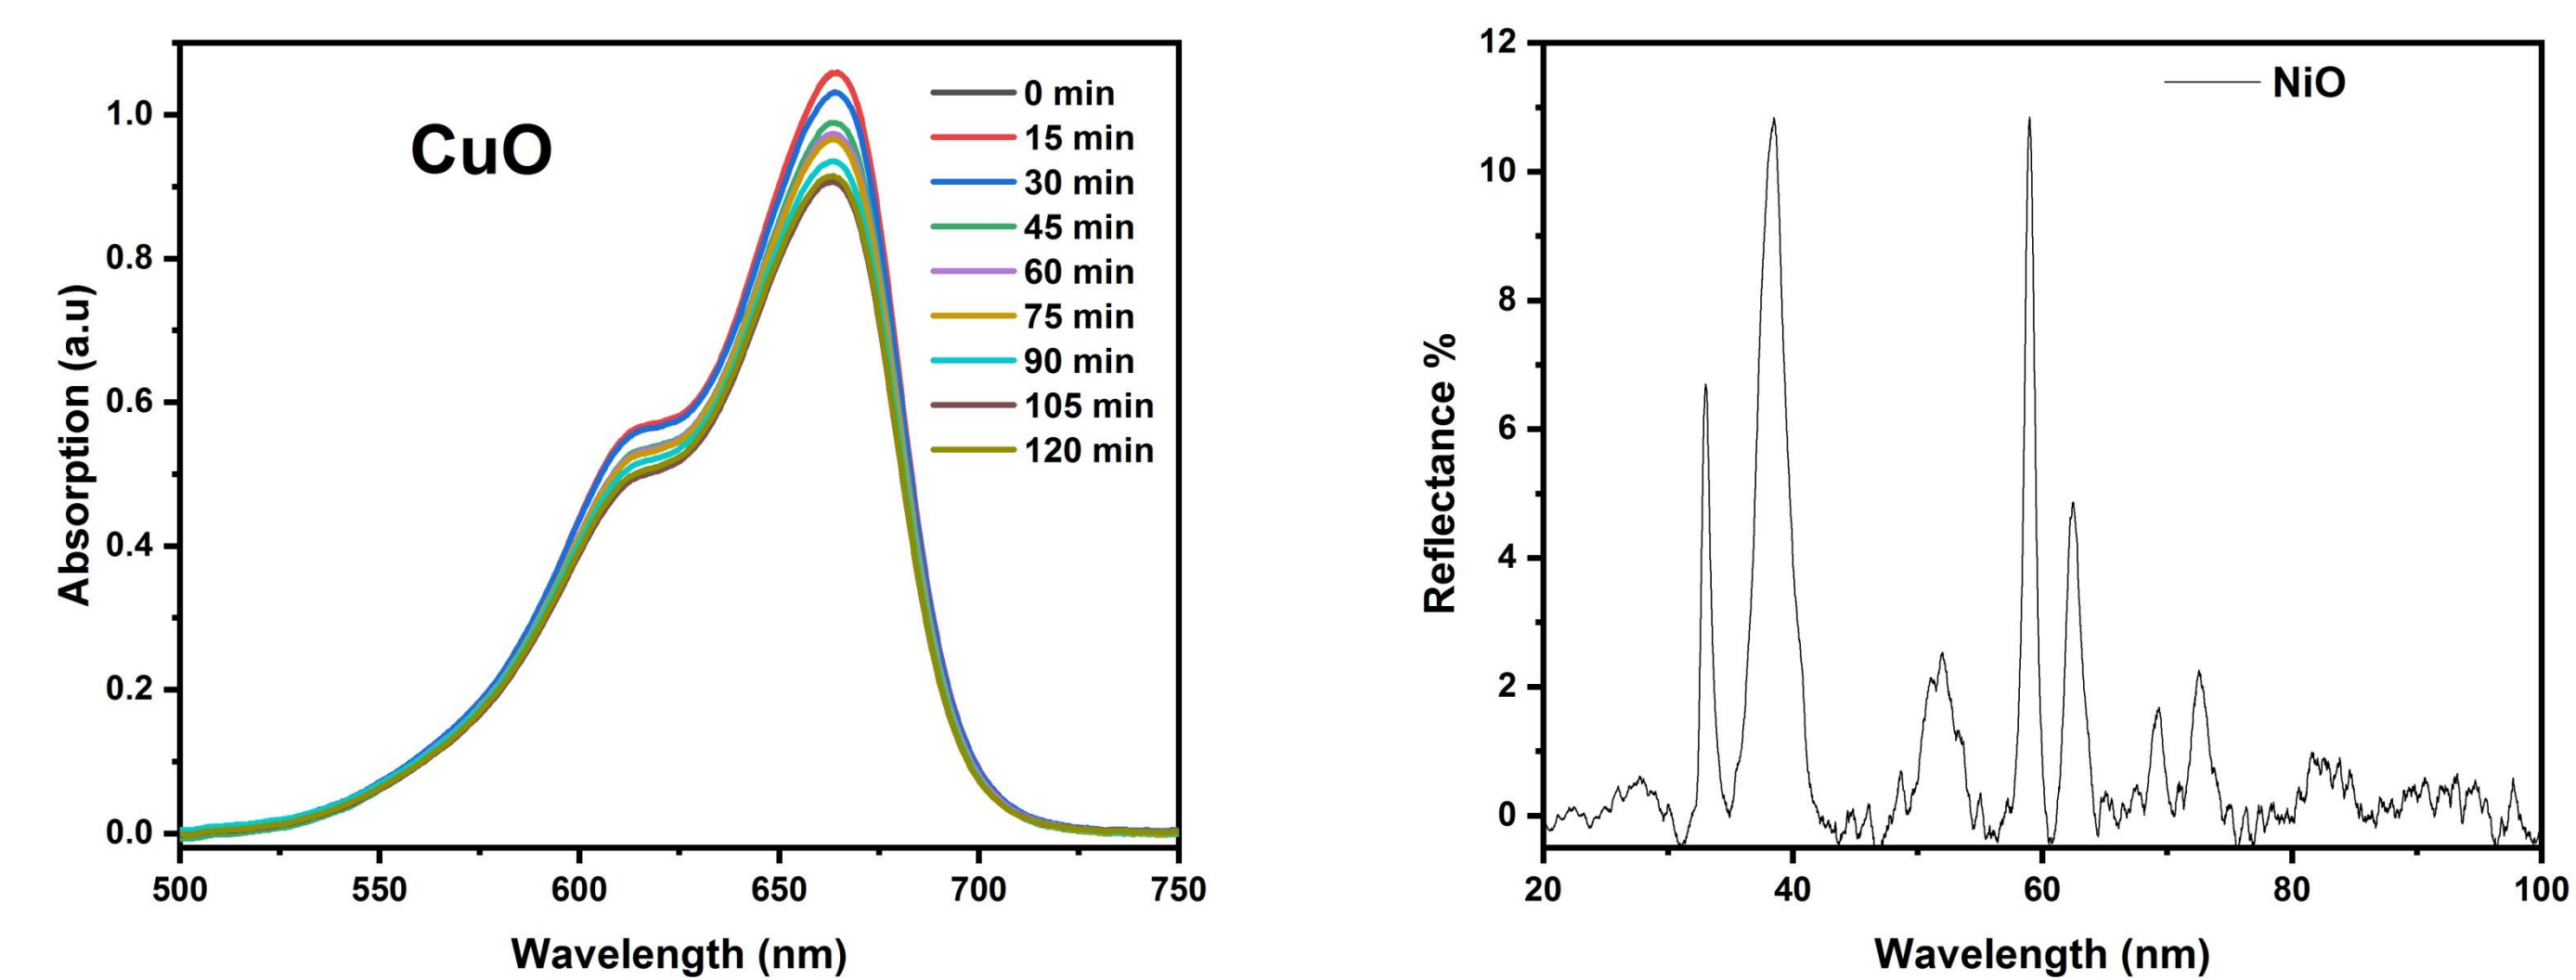 CuO
0 min
15 min
30 min
45 min
60 min
75 min
90 min
105 min
120 min
1.0
0.8
0.6
0.4
0.2
0.0
Absorption (a.u)
500 550 600 650 700 750
Wavelength (nm)
NiO
12
10
8
6
4
2
0
Reflectance %
20 40 60 80 100
Wavelength (nm)